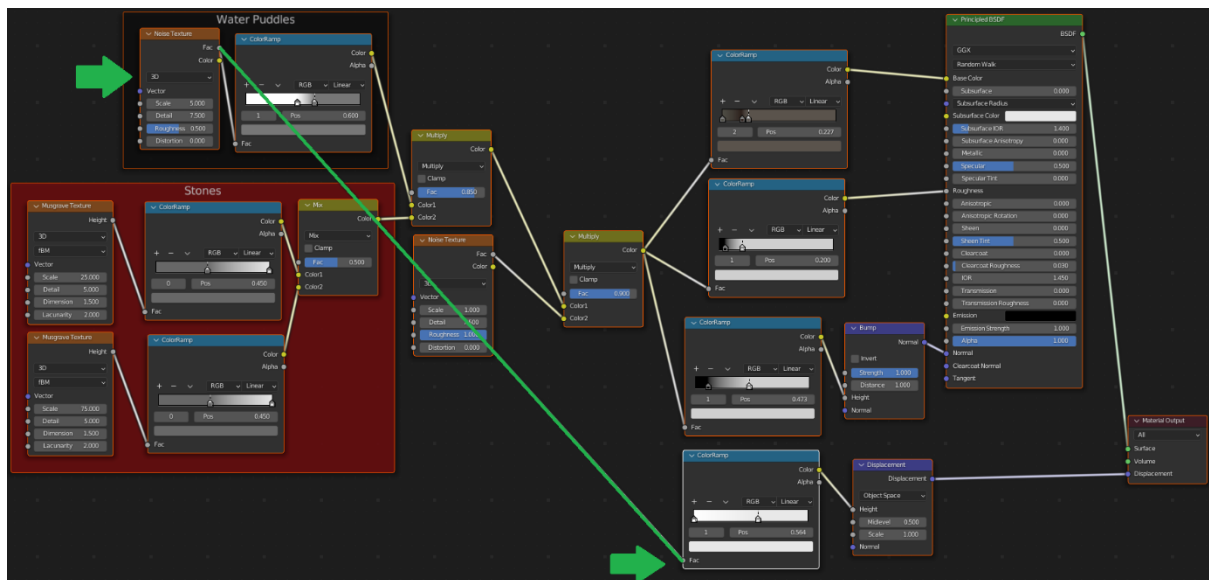 Water Puddles
Noise Texture
Fac
Color
3D
Vector
Scale 5.000
Detail 7.500
Roughness 0.500
Distortion 0.000
ColorRamp
Color
Alpha
RGB Linear
1 Pos 0.600
Fac
Stones
Musgrave Texture
Height
3D
fBM
Vector
Scale 25.000
Detail 5.000
Dimension 1.500
Lacunarity 2.000
ColorRamp
Color
Alpha
RGB Linear
0 Pos 0.450
Fac
Musgrave Texture
Height
3D
fBM
Vector
Scale 75.000
Detail 5.000
Dimension 1.500
Lacunarity 2.000
ColorRamp
Color
Alpha
RGB Linear
0 Pos 0.450
Fac
Mix
Color
Mix
Clamp
Fac 0.500
Color1
Color2
Multiply
Color
Multiply
Clamp
Fac 0.850
Color1
Color2
Noise Texture
Fac
Color
3D
Vector
Scale 1.000
Detail
Roughness
Distortion 0.000
Multiply
Color
Multiply
Clamp
Fac 0.900
Color1
Color2
ColorRamp
Color
Alpha
RGB Linear
2 Pos 0.227
Fac
ColorRamp
Color
Alpha
RGB Linear
1 Pos 0.200
Fac
ColorRamp
Color
Alpha
RGB Linear
1 Pos 0.473
Fac
Bump
Normal
Invert
Strength 1.000
Distance 1.000
Height
Normal
ColorRamp
Color
Alpha
RGB Linear
1 Pos 0.564
Fac
Displacement
Displacement
Object Space
Height
Midlevel 0.500
Scale 1.000
Normal
Principled BSDF
BSDF
GGX
Random Walk
Base Color
Subsurface 0.000
Subsurface Radius
Subsurface Color
Subsurface IOR 1.400
Subsurface Anisotropy 0.000
Metallic 0.000
Specular 0.500
Specular Tint 0.000
Roughness
Anisotropic 0.000
Anisotropic Rotation 0.000
Sheen 0.000
Sheen Tint 0.500
Clearcoat 0.000
Clearcoat Roughness 0.030
IOR 1.450
Transmission 0.000
Transmission Roughness 0.000
Emission
Emission Strength 1.000
Alpha 1.000
Normal
Clearcoat Normal
Tangent
Material Output
All
Surface
Volume
Displacement